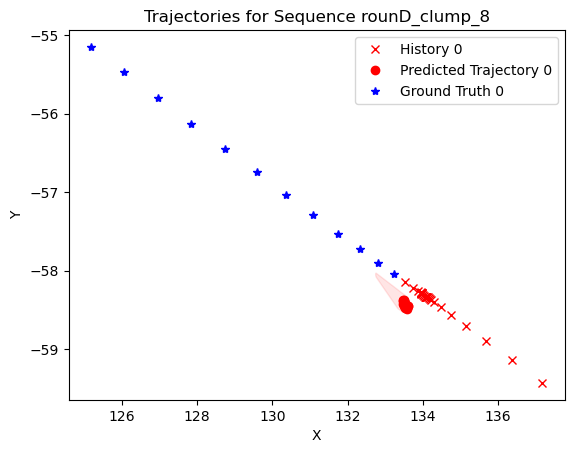 Trajectories for Sequence rounD_clump_8
History 0
Predicted Trajectory 0
Ground Truth 0
Y
−55
−56
−57
−58
−59
126
128
130
132
134
136
X